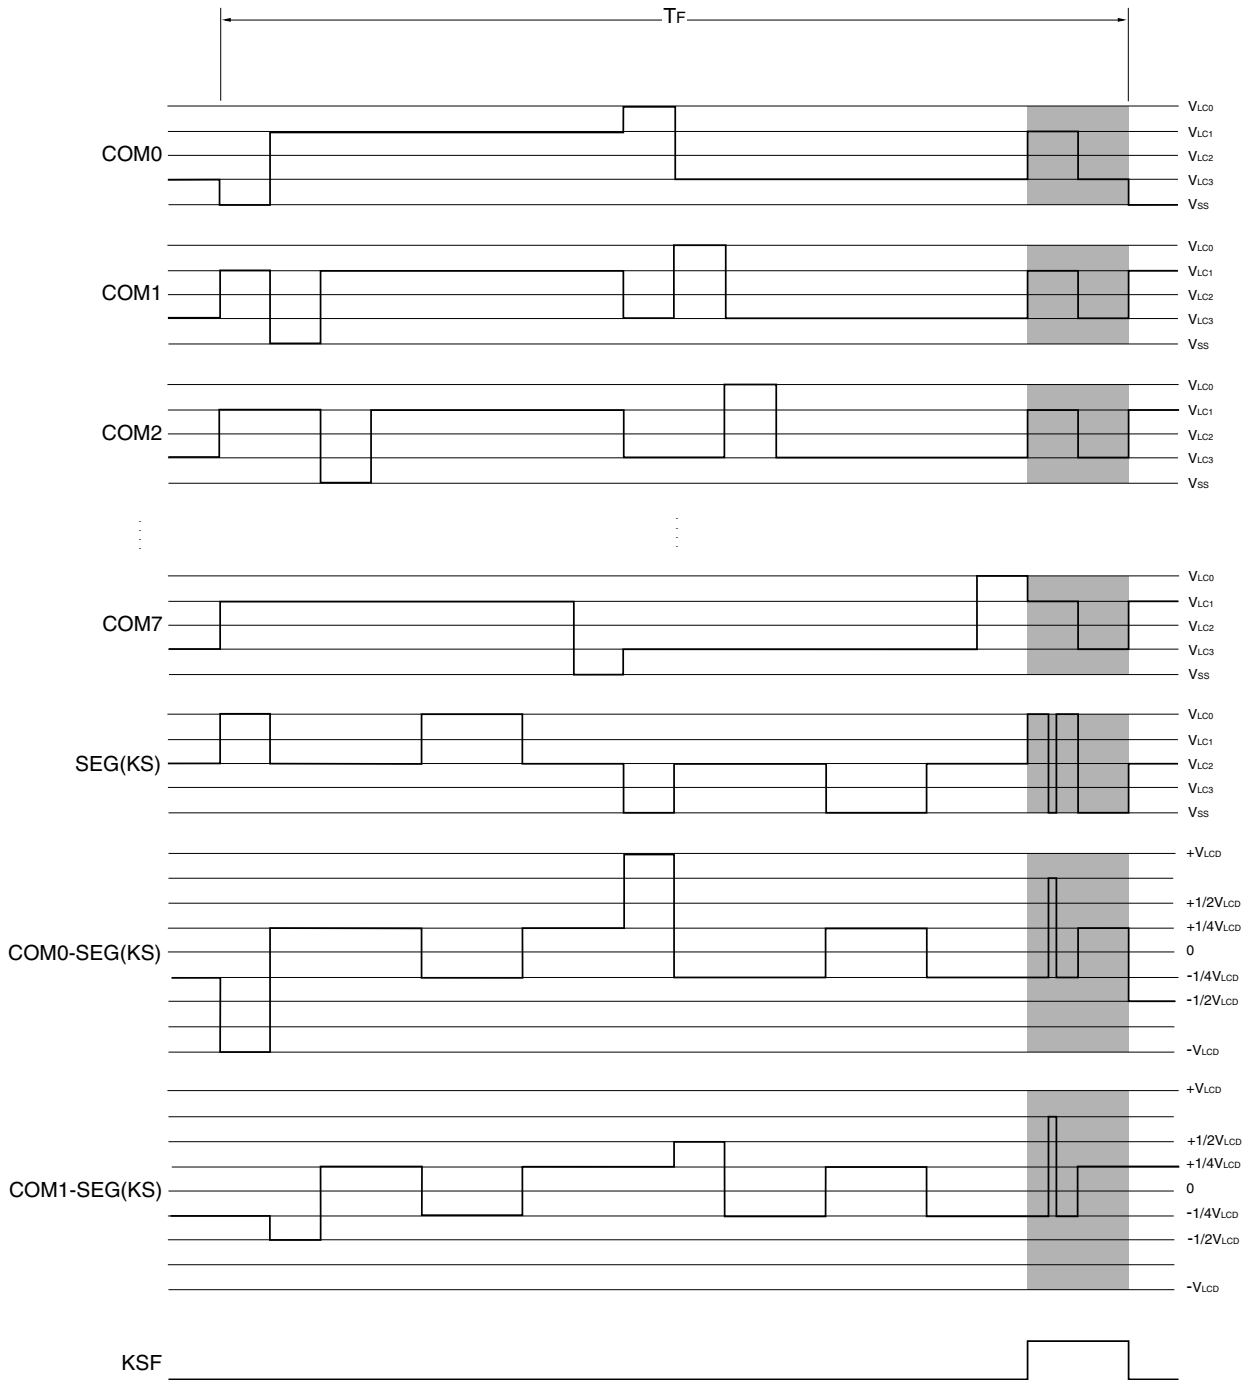 TF
COM0
VLC0
VLC1
VLC2
VLC3
VSS
COM1
VLC0
VLC1
VLC2
VLC3
VSS
COM2
VLC0
VLC1
VLC2
VLC3
VSS
COM7
VLC0
VLC1
VLC2
VLC3
VSS
SEG(KS)
VLC0
VLC1
VLC2
VLC3
VSS
COM0-SEG(KS)
+VLCD
+1/2VLCD
+1/4VLCD
0
-1/4VLCD
-1/2VLCD
-VLCD
COM1-SEG(KS)
+VLCD
+1/2VLCD
+1/4VLCD
0
-1/4VLCD
-1/2VLCD
-VLCD
KSF